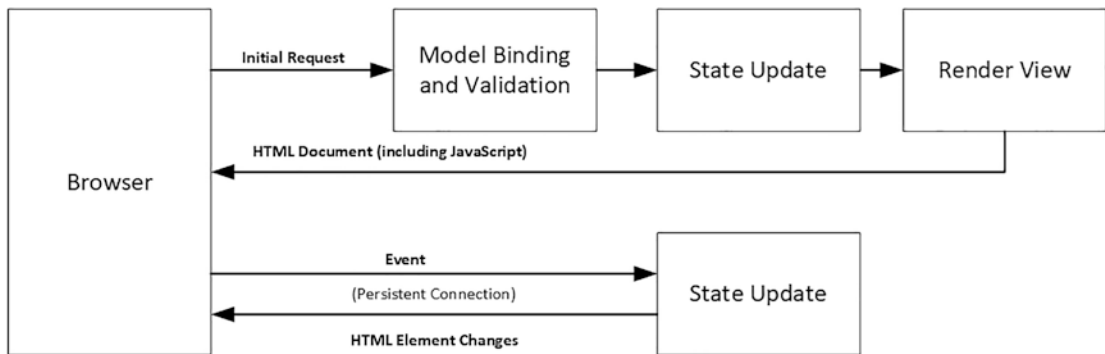 Initial Request
Model Binding
and Validation
State Update
Render View
HTML Document (including JavaScript)
Browser
Event
(Persistent Connection)
State Update
HTML Element Changes